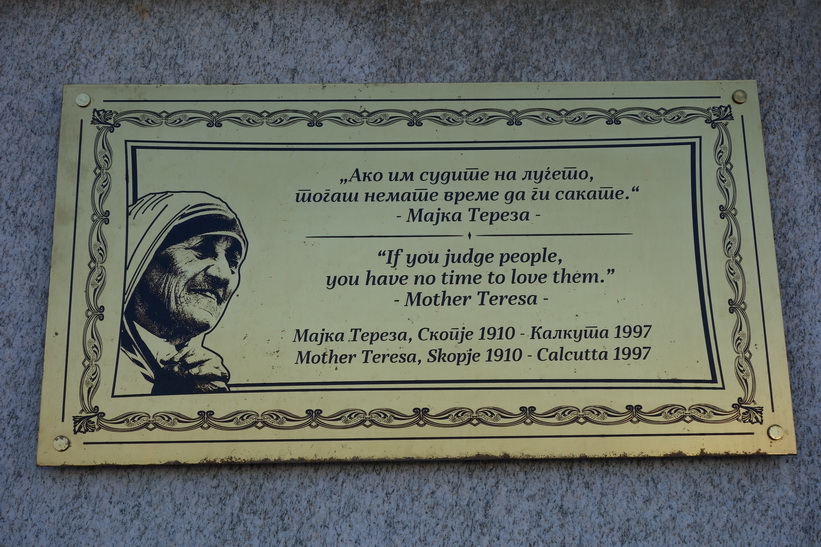 „Ако им судите на луѓето,
тогаш немате време да ги сакате.“
- Мајка Тереза -
“If you judge people,
you have no time to love them.”
- Mother Teresa -
Мајка Тереза, Скопје 1910 - Калкута 1997
Mother Teresa, Skopje 1910 - Calcutta 1997